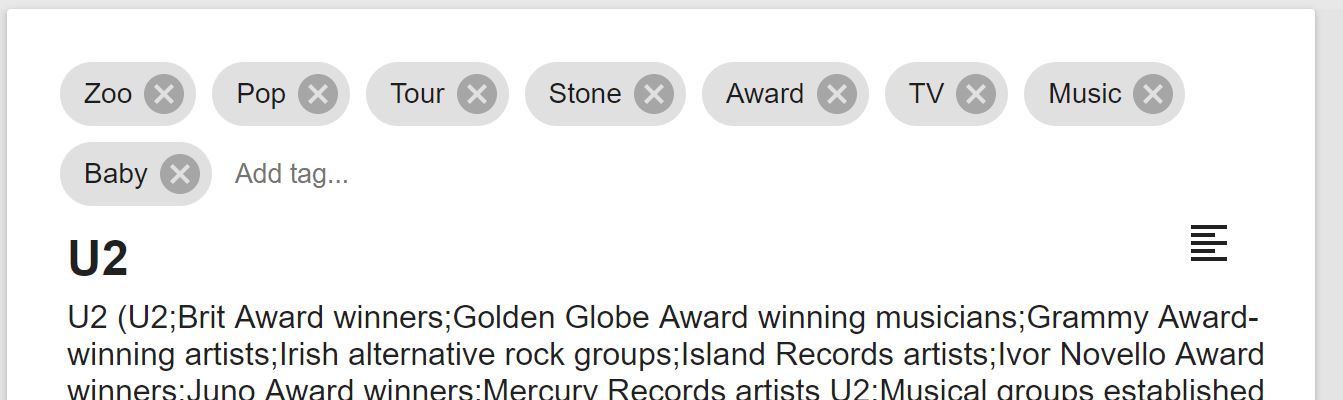 Zoo Pop Tour Stone Award TV Music
Baby Add tag...
U2
U2 (U2;Brit Award winners;Golden Globe Award winning musicians;Grammy Award-
winning artists;Irish alternative rock groups;Island Records artists;Ivor Novello Award
winners;Juno Award winners;Mercury Records artists U2;Musical groups established